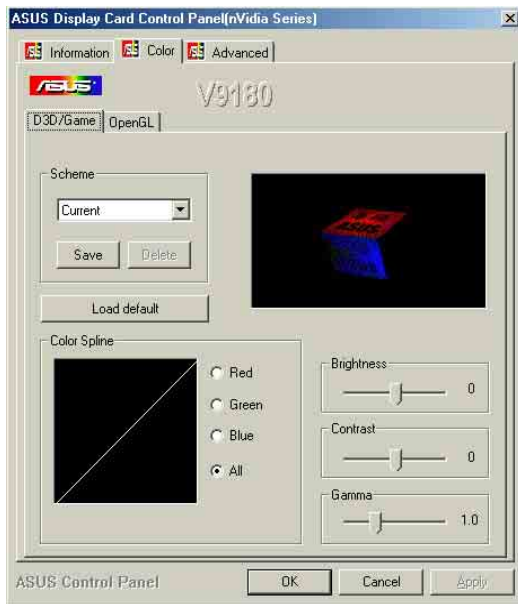 ASUS Display Card Control Panel(nVidia Series)
Information
Color
Advanced
ASUS
V9180
D3D/Game
OpenGL
Scheme
Current
Save
Delete
Load default
ASUS
Color Spline
Red
Green
Blue
All
Brightness
0
Contrast
0
Gamma
1.0
ASUS Control Panel
OK
Cancel
Apply